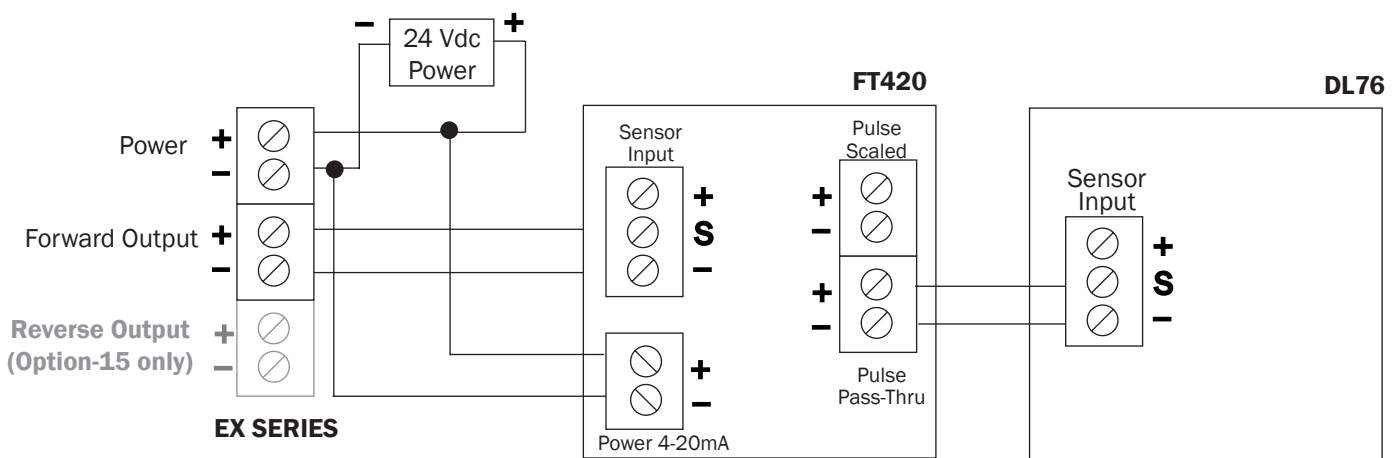 − +
24 Vdc
Power
FT420
DL76
Power + −
Forward Output + −
Reverse Output + −
(Option-15 only)
EX SERIES
Sensor
Input
+
S
−
Pulse
Scaled
+
−
+
−
Pulse
Pass-Thru
+
−
Power 4-20mA
Sensor
Input
+
S
−